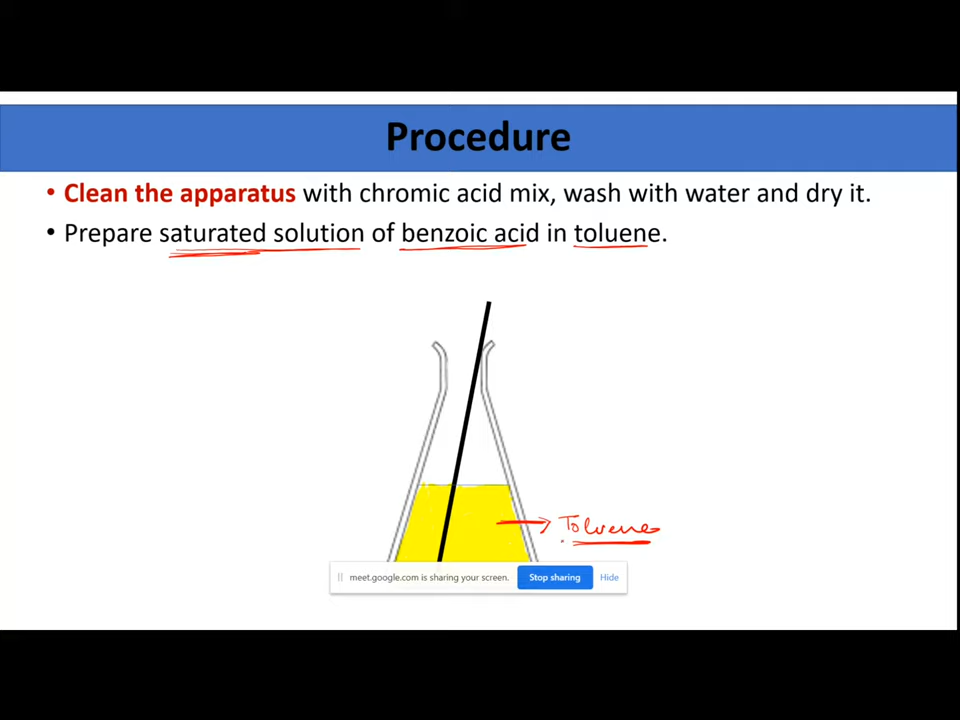 Procedure
• Clean the apparatus with chromic acid mix, wash with water and dry it.
• Prepare saturated solution of benzoic acid in toluene.
Toluene
meet.google.com is sharing your screen. Stop sharing Hide